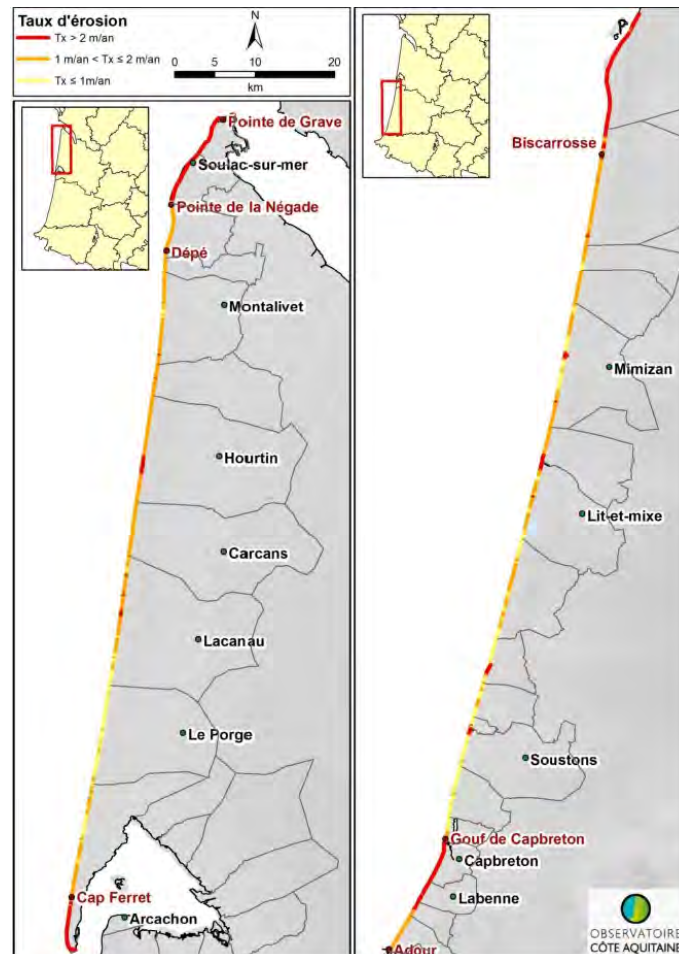 Taux d'érosion
Tx > 2 m/an
1 m/an < Tx ≤ 2 m/an
Tx ≤ 1m/an
N
0 5 10 20
km
Pointe de Grave
Soulac-sur-mer
Pointe de la Négade
Dépé
Montalivet
Hourtin
Carcans
Lacanau
Le Porge
Cap Ferret
Arcachon
Biscarrosse
Mimizan
Lit-et-mixe
Soustons
Gouf de Capbreton
Capbreton
Labenne
Adour
OBSERVATOIRE
CÔTE AQUITAINE